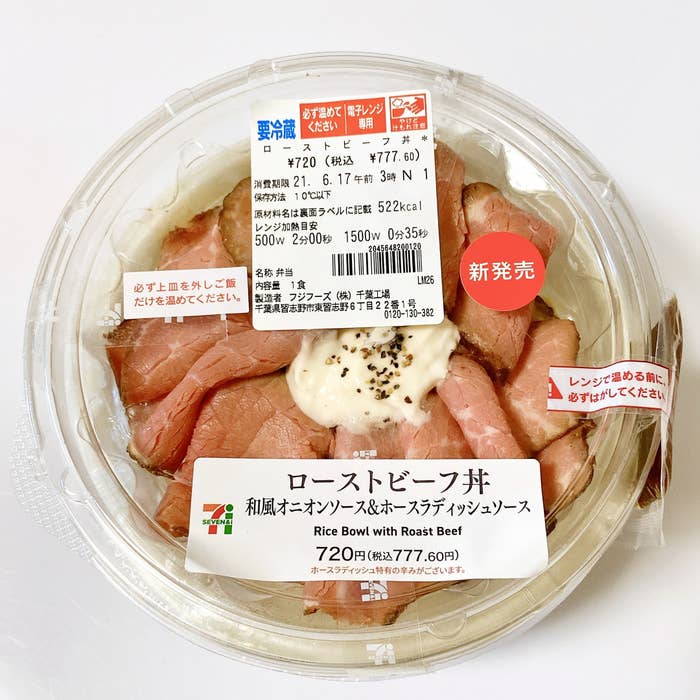 要冷蔵
必ず温めて
ください
電子レンジ
専用
やけど
けもれ注意
ローストビーフ丼*
¥720(税込 ¥777.60)
消費期限 21. 6.17午前 3時 N 1
保存方法 10℃以下
原材料名は裏面ラベルに記載 522kcal
レンジ加熱目安
500W 2分00秒 1500W 0分35秒
2045648200120
名称 弁当
内容量 1食
LM26
製造者 フジフーズ(株)千葉工場
千葉県習志野市東習志野6丁目22番1号
0120-130-382
必ず上皿を外しご飯
だけを温めてください。
新発売
レンジで温める前に、
必ずはがしてください。
7i
SEVEN&i
ローストビーフ丼
和風オニオンソース&ホースラディッシュソース
Rice Bowl with Roast Beef
720円(税込777.60円)
ホースラディッシュ特有の辛みがございます。